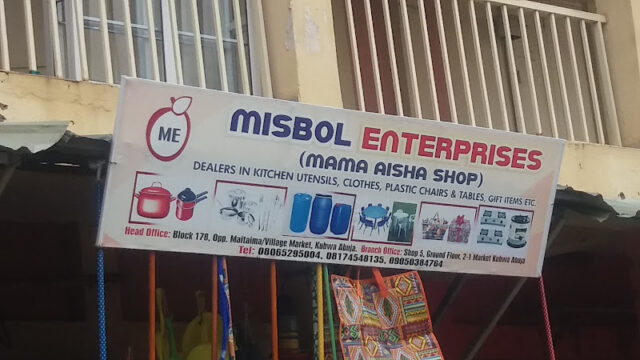 ME
MISBOL ENTERPRISES
(MAMA AISHA SHOP)
DEALERS IN KITCHEN UTENSILS, CLOTHES, PLASTIC CHAIRS & TABLES, GIFT ITEMS ETC.
Head Office: Block 178, Opp. Maitaima/Village Market, Kubwa Abuja. Branch Office: Shop 5, Ground Floor, 2-1 Market Kubwa Abuja
Tel: 08065295004, 08174548135, 09050384764